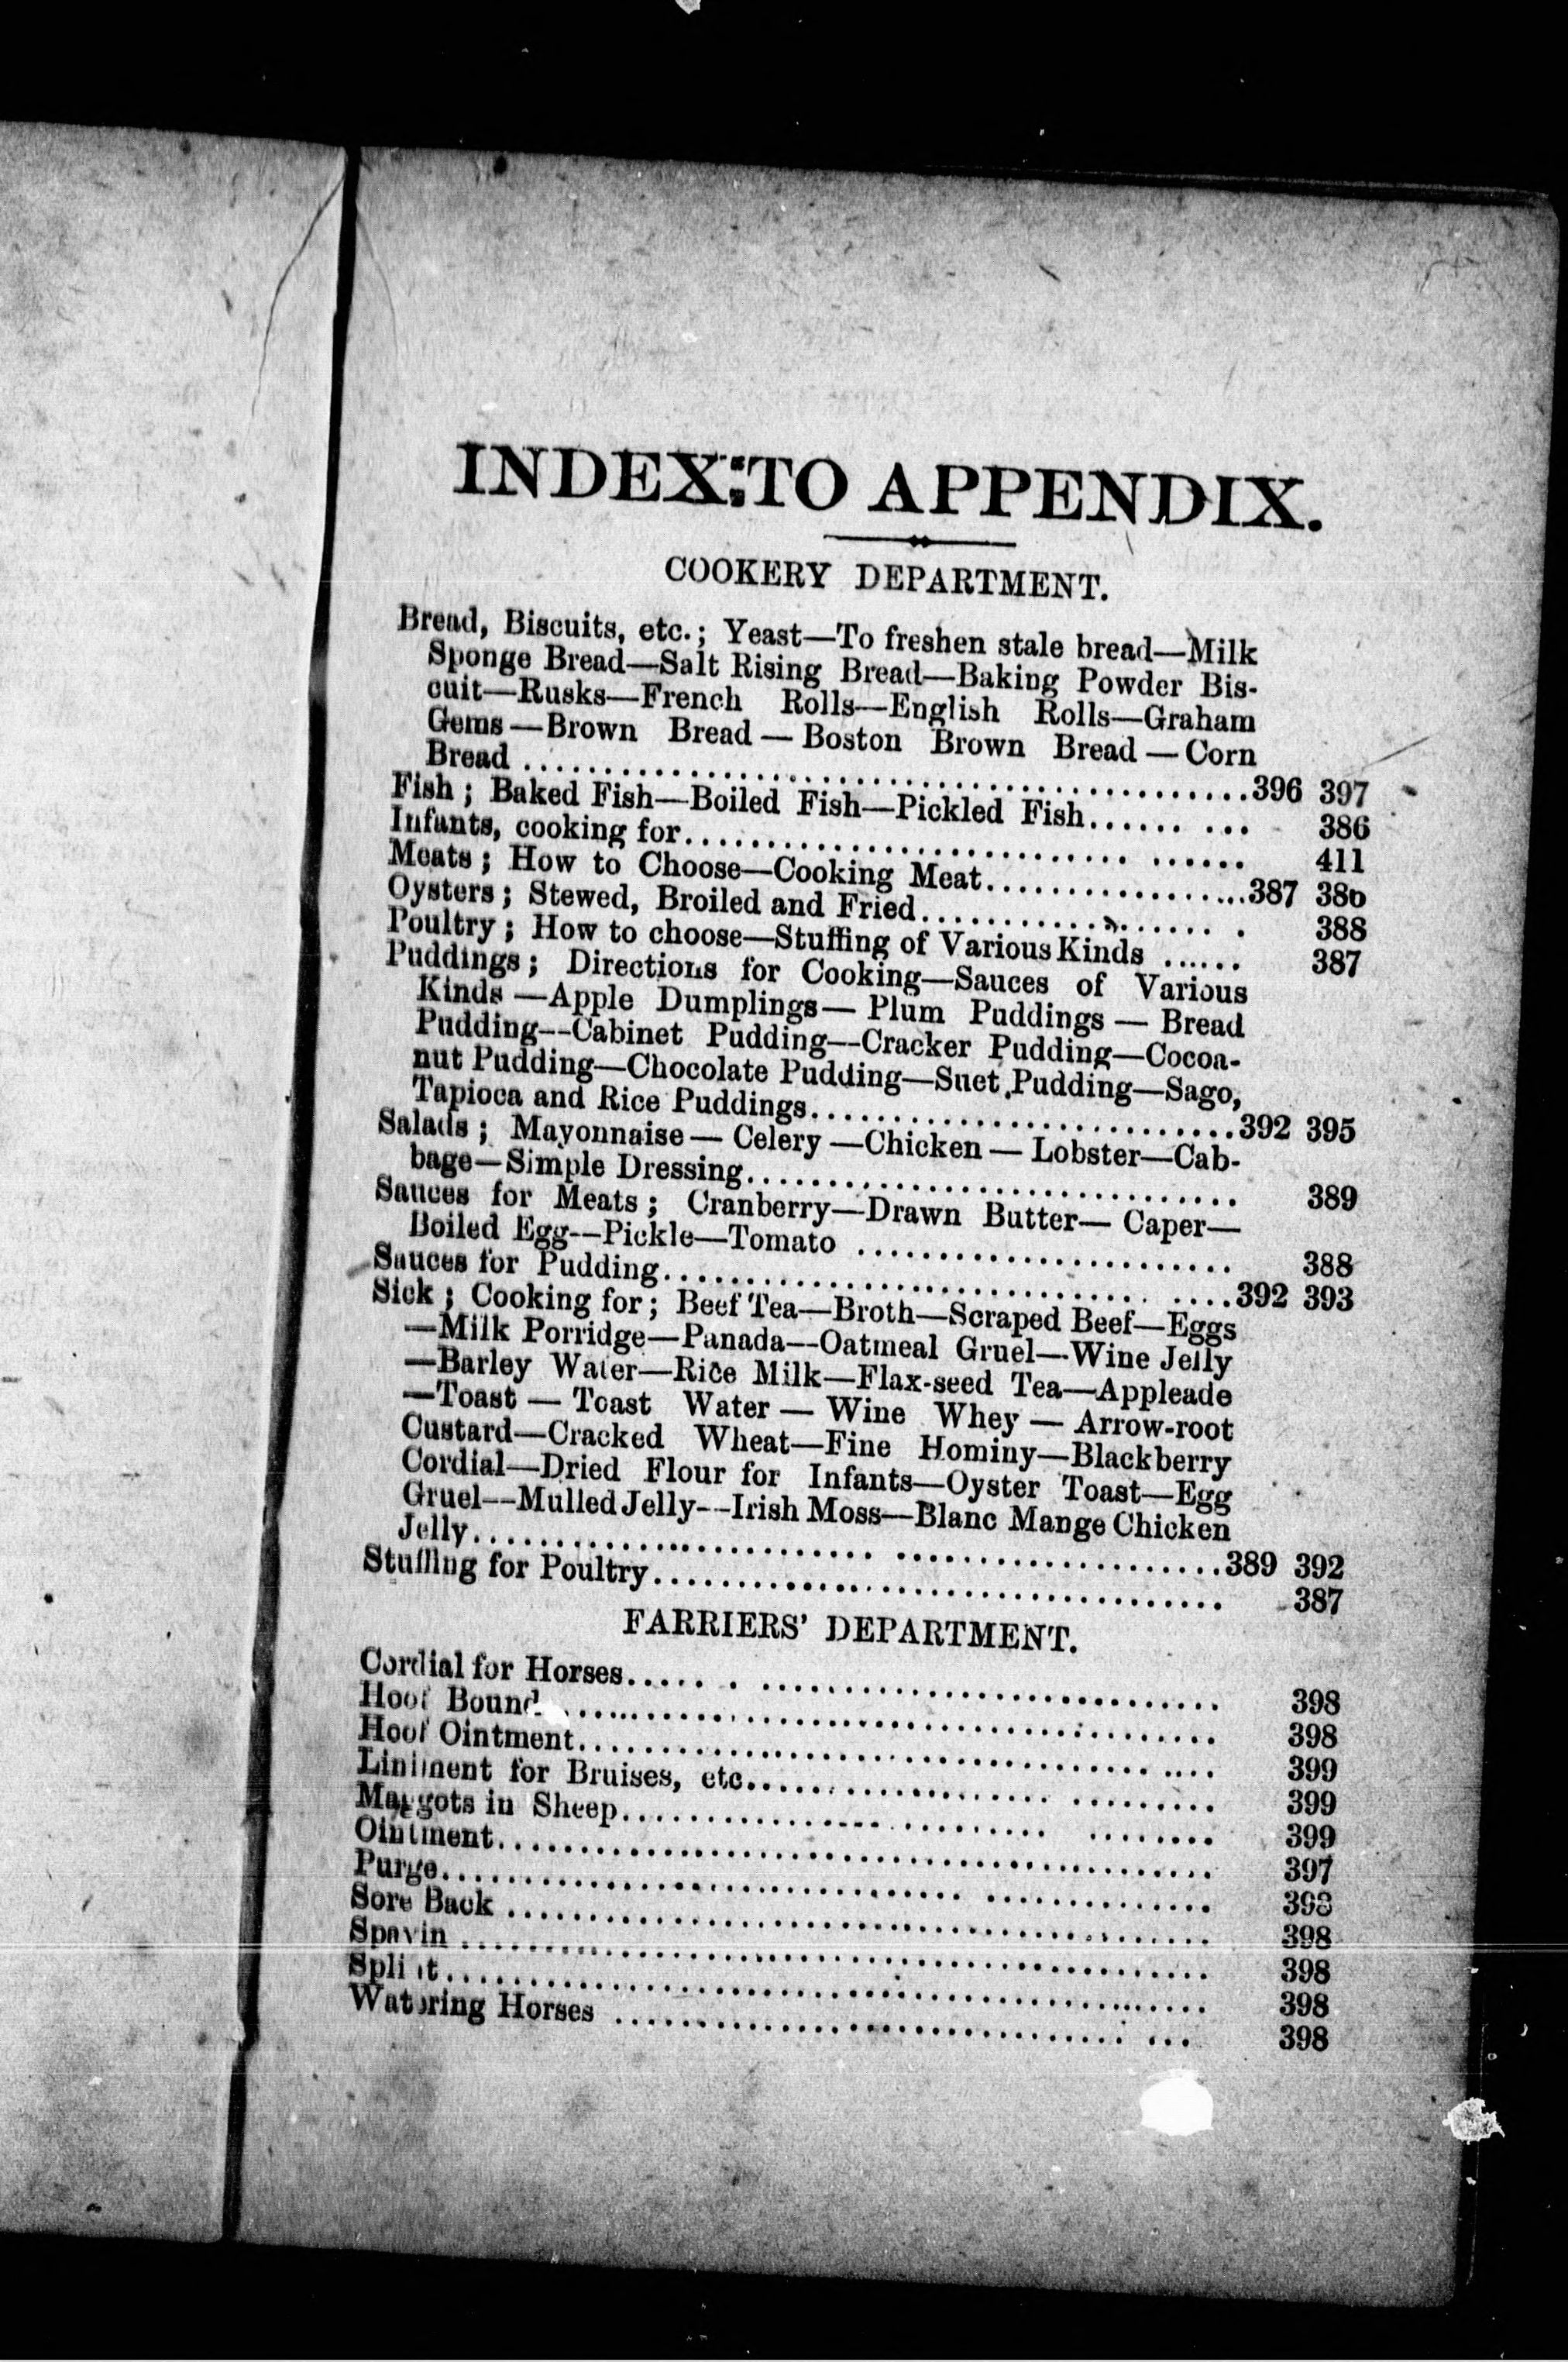 INDEX TO APPENDIX.
COOKERY DEPARTMENT.
Bread, Biscuits, etc.; Yeast—To freshen stale bread—Milk
Sponge Bread—Salt Rising Bread—Baking Powder Bis-
cuit—Rusks—French Rolls—English Rolls—Graham
Gems—Brown Bread—Boston Brown Bread—Corn
Bread ........................................396 397
Fish; Baked Fish—Boiled Fish—Pickled Fish...... ... 386
Infants, cooking for........................... ...... 411
Meats; How to Choose—Cooking Meat..................387
Oysters; Stewed, Broiled and Fried.................... . 388
Poultry; How to choose—Stuffing of Various Kinds ...... 387
Puddings; Directions for Cooking—Sauces of Various
Kinds—Apple Dumplings—Plum Puddings—Bread
Pudding—Cabinet Pudding—Cracker Pudding—Cocoa-
nut Pudding—Chocolate Pudding—Suet Pudding—Sago,
Tapioca and Rice Puddings..........................392 395
Salads; Mayonnaise—Celery—Chicken—Lobster—Cab-
bage—Simple Dressing.............................. 389
Sauces for Meats; Cranberry—Drawn Butter—Caper—
Boiled Egg—Pickle—Tomato ....................... 388
Sauces for Pudding............................. ....392 393
Sick; Cooking for; Beef Tea—Broth—Scraped Beef—Eggs
—Milk Porridge—Panada—Oatmeal Gruel—Wine Jelly
—Barley Water—Rice Milk—Flax-seed Tea—Appleade
—Toast—Toast Water—Wine Whey—Arrow-root
Custard—Cracked Wheat—Fine Hominy—Blackberry
Cordial—Dried Flour for Infants—Oyster Toast—Egg
Gruel—Mulled Jelly—Irish Moss—Blanc Mange Chicken
Jelly......................... ....................389 392
Stuffing for Poultry................................... 387
FARRIERS' DEPARTMENT.
Cordial for Horses..... . ............................ 398
Hoof Bound ....................................... 398
Hoof Ointment................................... .... 399
Liniment for Bruises, etc.................... ......... 399
Maggots in Sheep.......................... ........ 399
Ointment............................................ 397
Purge................................ ............... 398
Sore Back ........................................... 398
Spavin .............................................. 398
Splint............................................... 398
Watering Horses ............................... ... 398